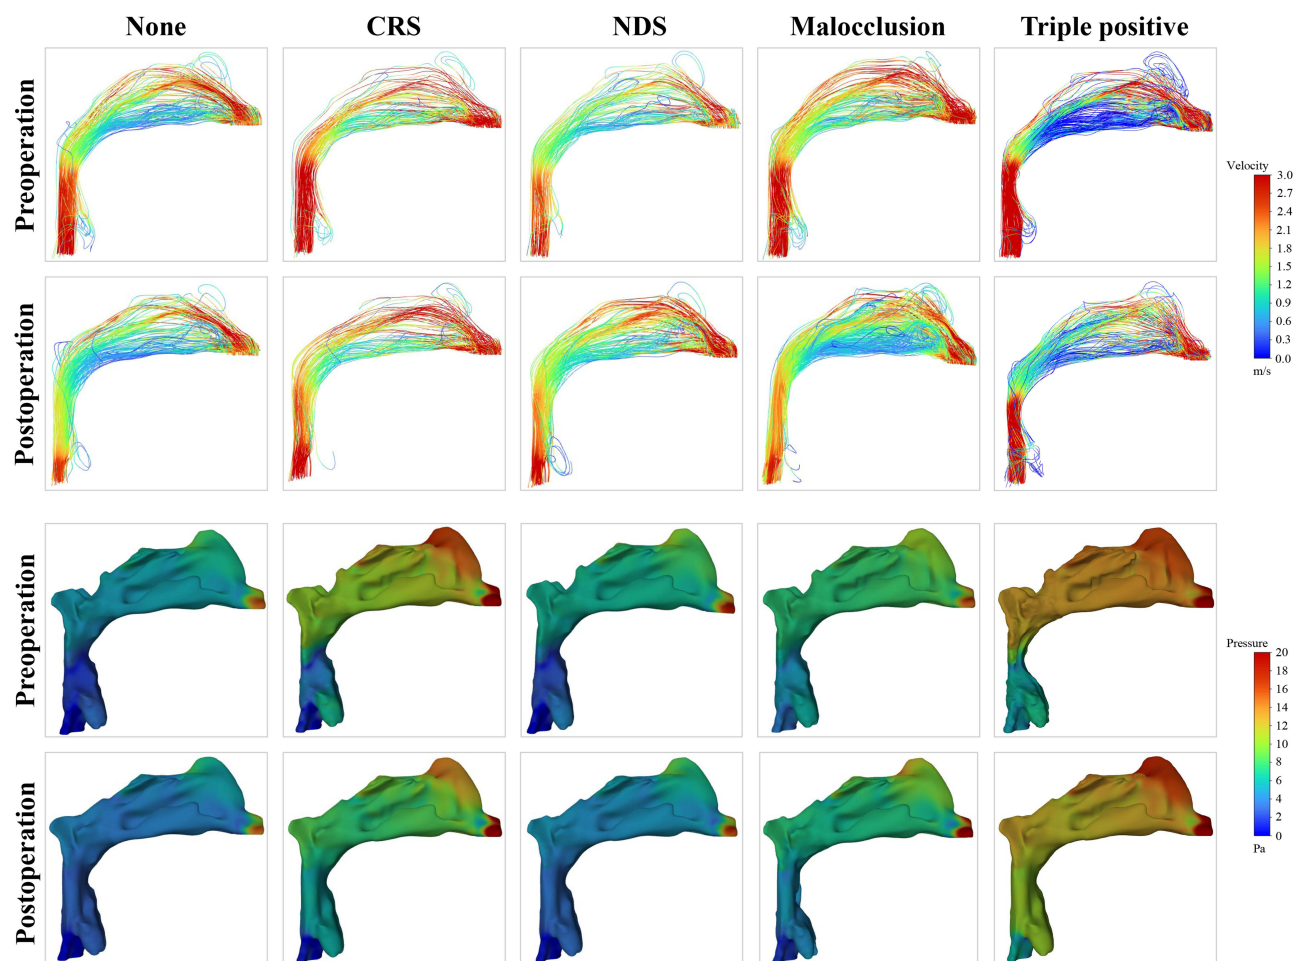 None CRS NDS Malocclusion Triple positive
Preoperation
Velocity
3.0
2.7
2.4
2.1
1.8
1.5
1.2
0.9
0.6
0.3
0.0
m/s
Postoperation
Preoperation
Pressure
20
18
16
14
12
10
8
6
4
2
0
Pa
Postoperation